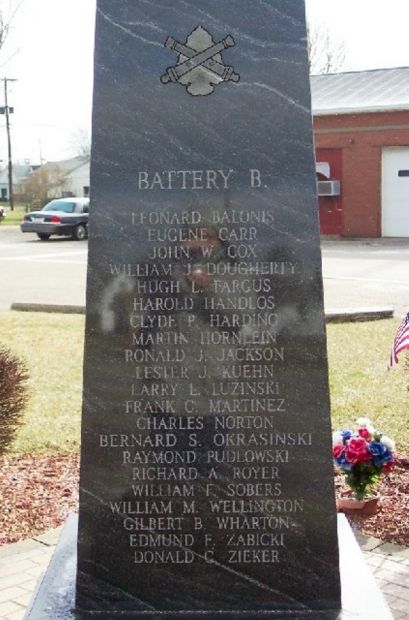 BATTERY B.
LEONARD BALONIS
EUGENE CARR
JOHN W. COX
WILLIAM J. DOUGHERTY
HUGH L. FARGUS
HAROLD HANDLOS
CLYDE P. HARDING
MARTIN HORNLEIN
RONALD J. JACKSON
LESTER J. KUEHN
LARRY L. LUZINSKI
FRANK C. MARTINEZ
CHARLES NORTON
BERNARD S. OKRASINSKI
RAYMOND PUDLOWSKI
RICHARD A. ROYER
WILLIAM F. SOBERS
WILLIAM M. WELLINGTON
GILBERT B. WHARTON
EDMUND F. ZABICKI
DONALD C. ZIEKER